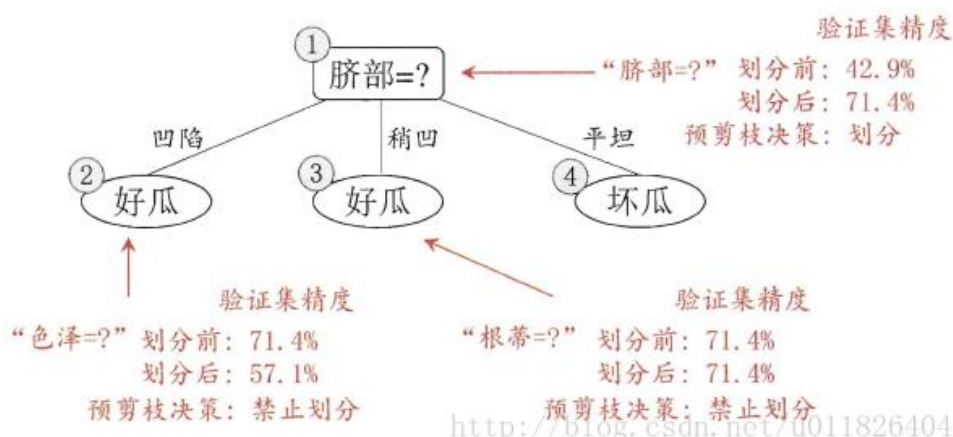 验证集精度
①
脐部=?
“脐部=?” 划分前: 42.9%
划分后: 71.4%
预剪枝决策: 划分
凹陷
稍凹
平坦
②
好瓜
③
好瓜
④
坏瓜
验证集精度
“色泽=?” 划分前: 71.4%
划分后: 57.1%
预剪枝决策: 禁止划分
验证集精度
“根蒂=?” 划分前: 71.4%
划分后: 71.4%
预剪枝决策: 禁止划分
http://blog.csdn.net/u011826404